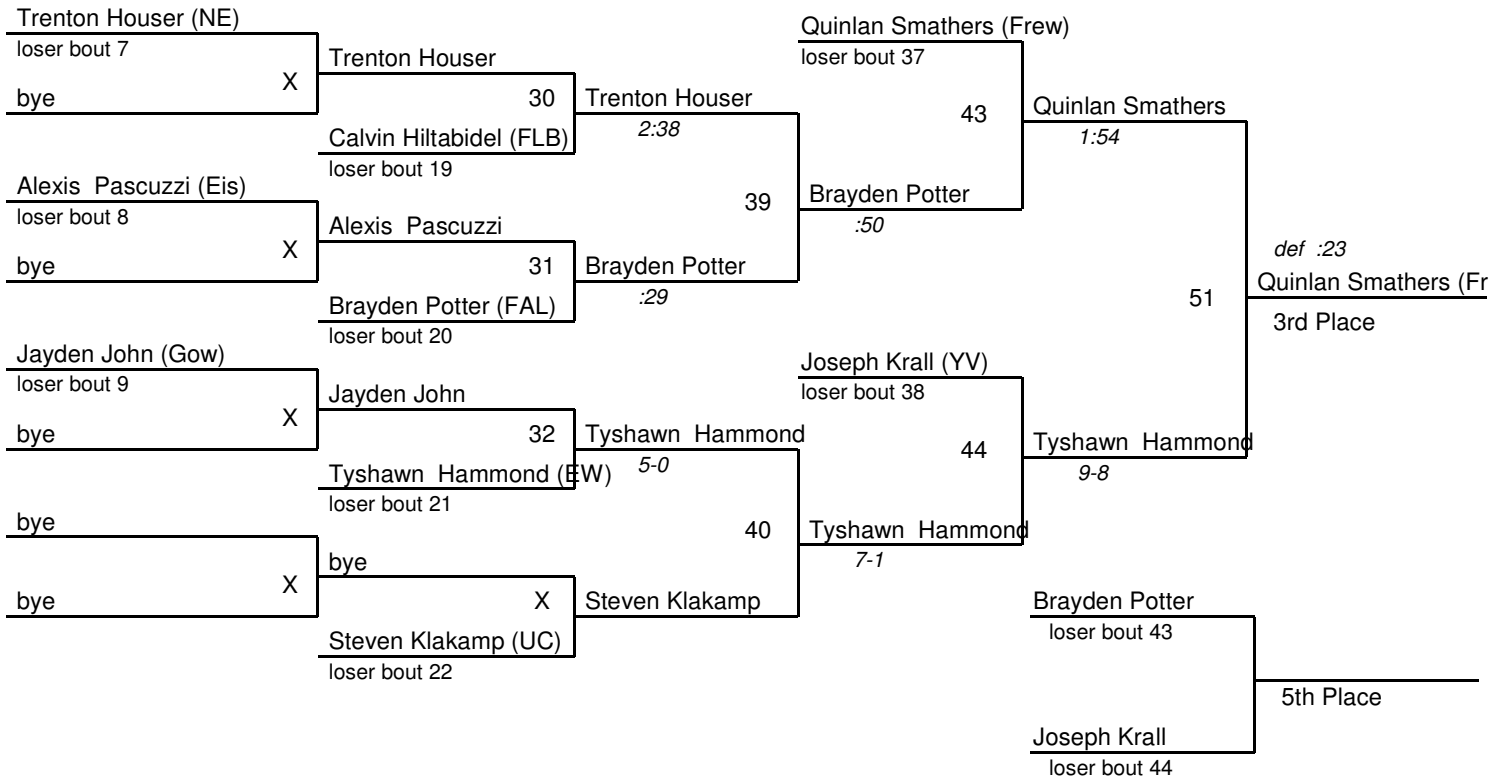 Trenton Houser (NE)
loser bout 7
X
bye
Trenton Houser
30
Calvin Hiltabidel (FLB)
loser bout 19
Trenton Houser
2:38
Alexis  Pascuzzi (Eis)
loser bout 8
X
bye
Alexis  Pascuzzi
31
Brayden Potter (FAL)
loser bout 20
Brayden Potter
:29
39
Jayden John (Gow)
loser bout 9
X
bye
Jayden John
32
Tyshawn  Hammond (EW)
loser bout 21
Tyshawn  Hammond
5-0
bye
X
bye
bye
X
Steven Klakamp (UC)
loser bout 22
Steven Klakamp
40
Quinlan Smathers (Frew)
loser bout 37
43
Brayden Potter
:50
Quinlan Smathers
1:54
Joseph Krall (YV)
loser bout 38
44
Tyshawn  Hammond
7-1
Tyshawn  Hammond
9-8
51
def  :23
Quinlan Smathers (Fr
3rd Place
Brayden Potter
loser bout 43
Joseph Krall
loser bout 44
5th Place